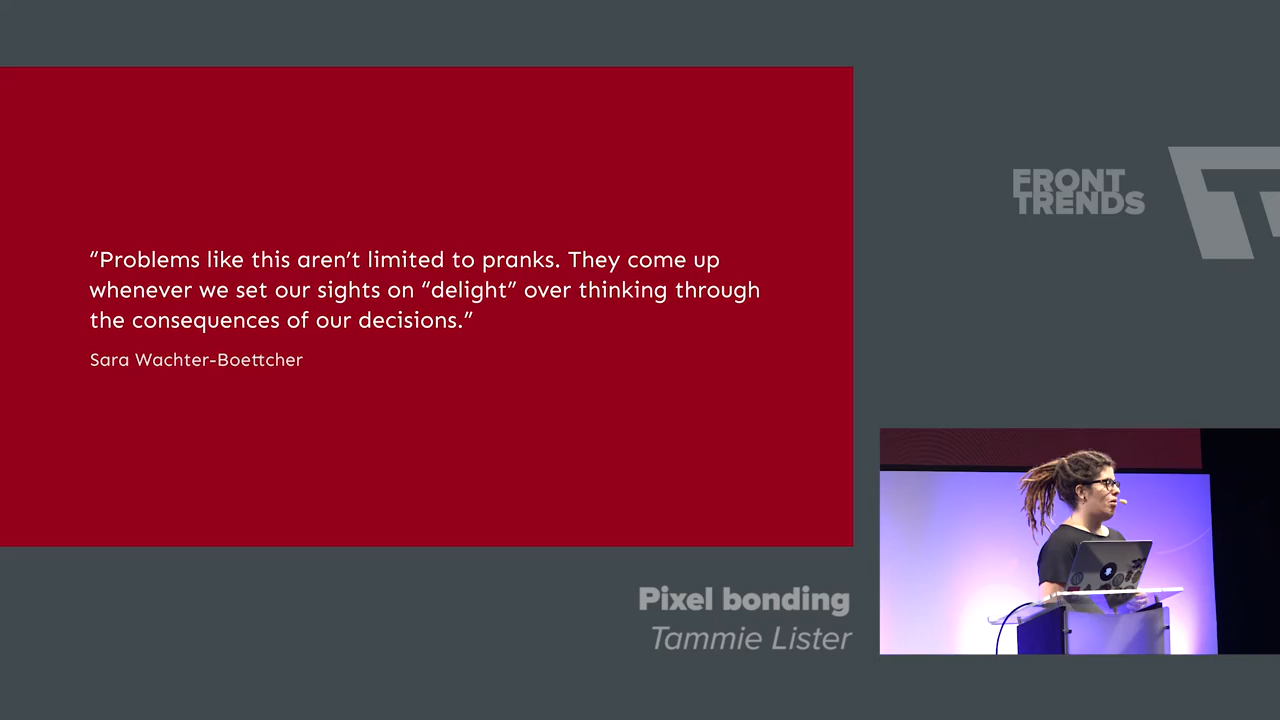 “Problems like this aren’t limited to pranks. They come up
whenever we set our sights on “delight” over thinking through
the consequences of our decisions.”
Sara Wachter-Boettcher
FRONT
TRENDS
Pixel bonding
Tammie Lister